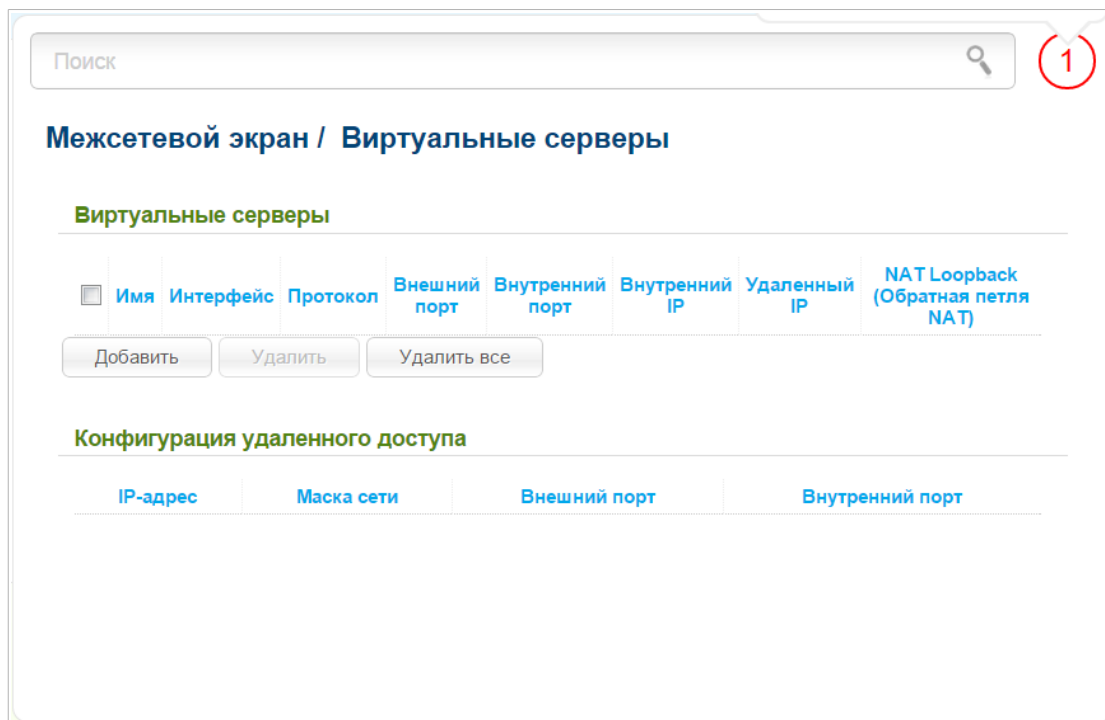 Поиск
1
Межсетевой экран / Виртуальные серверы
Виртуальные серверы
Имя Интерфейс Протокол Внешний порт Внутренний порт Внутренний IP Удаленный IP NAT Loopback (Обратная петля NAT)
Добавить Удалить Удалить все
Конфигурация удаленного доступа
IP-адрес Маска сети Внешний порт Внутренний порт